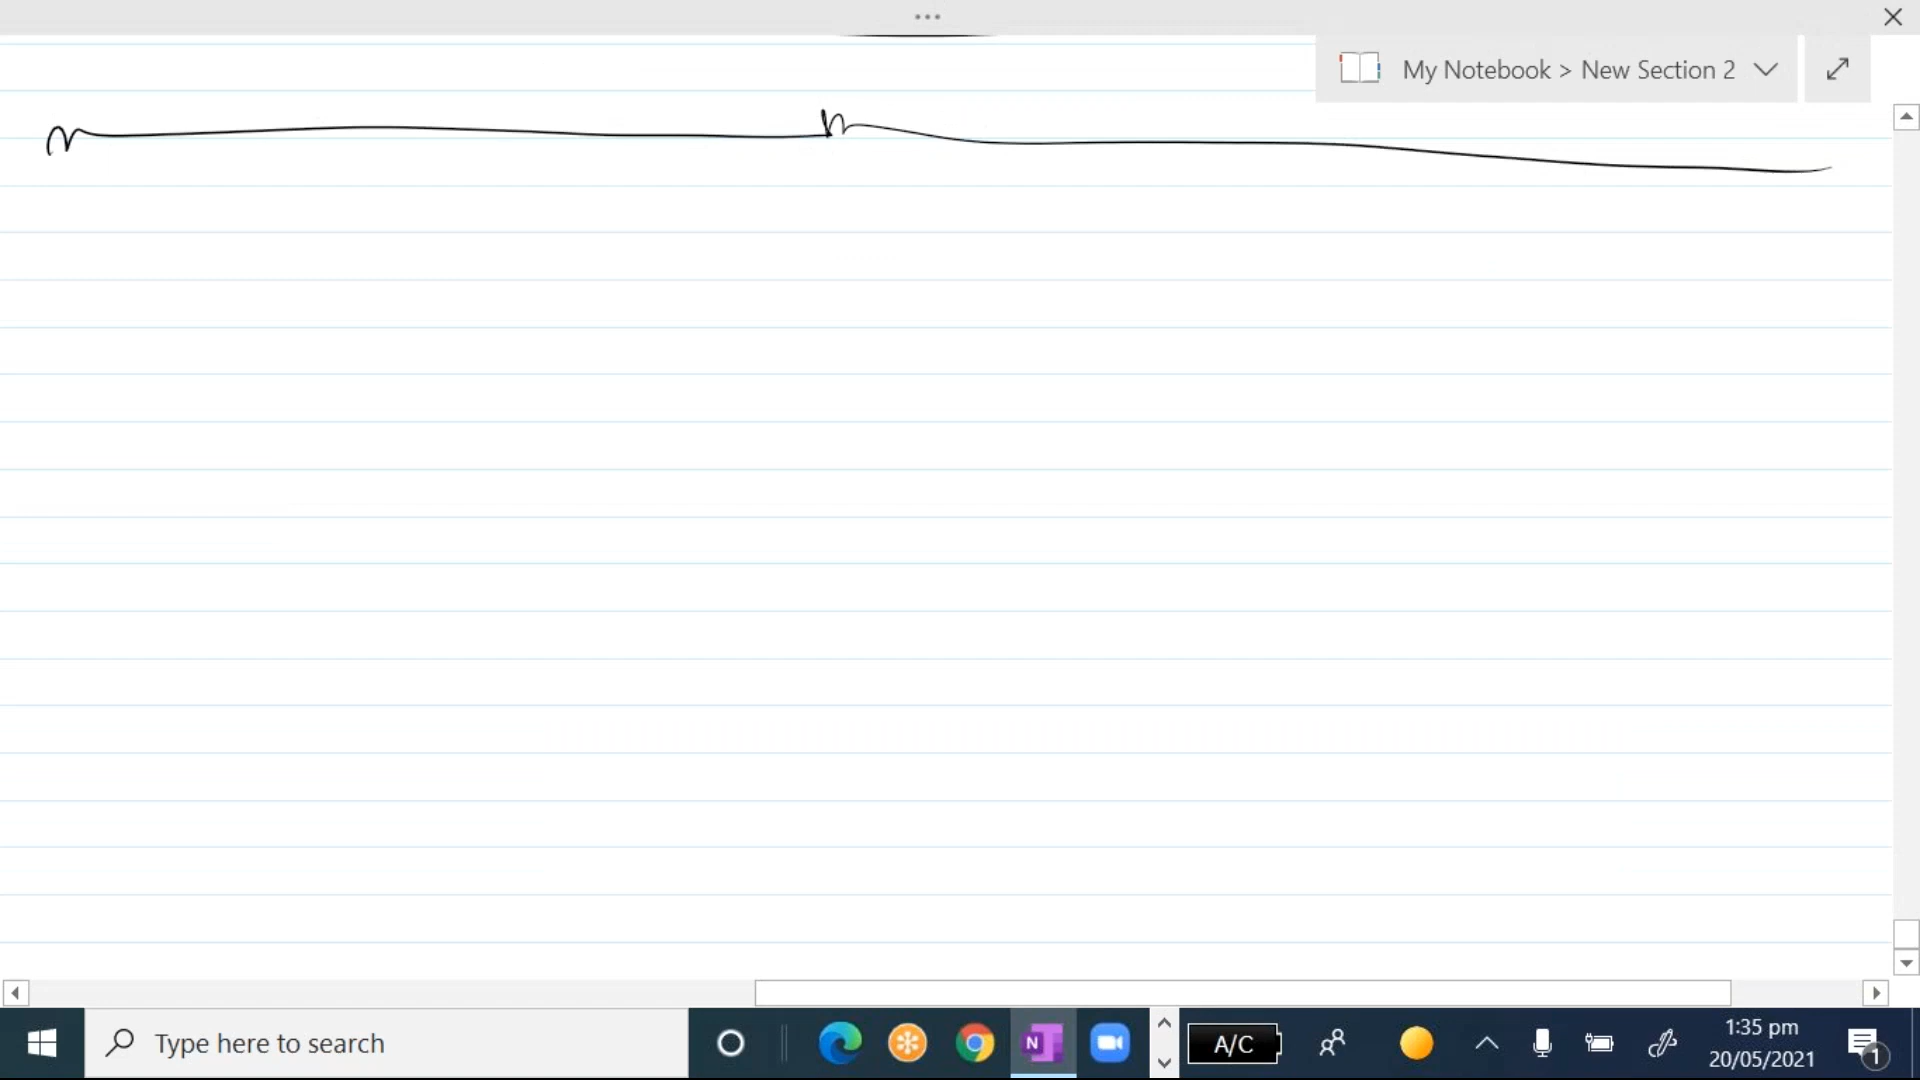 ...
My Notebook > New Section 2
Type here to search
N
A/C
1:35 pm
20/05/2021
1